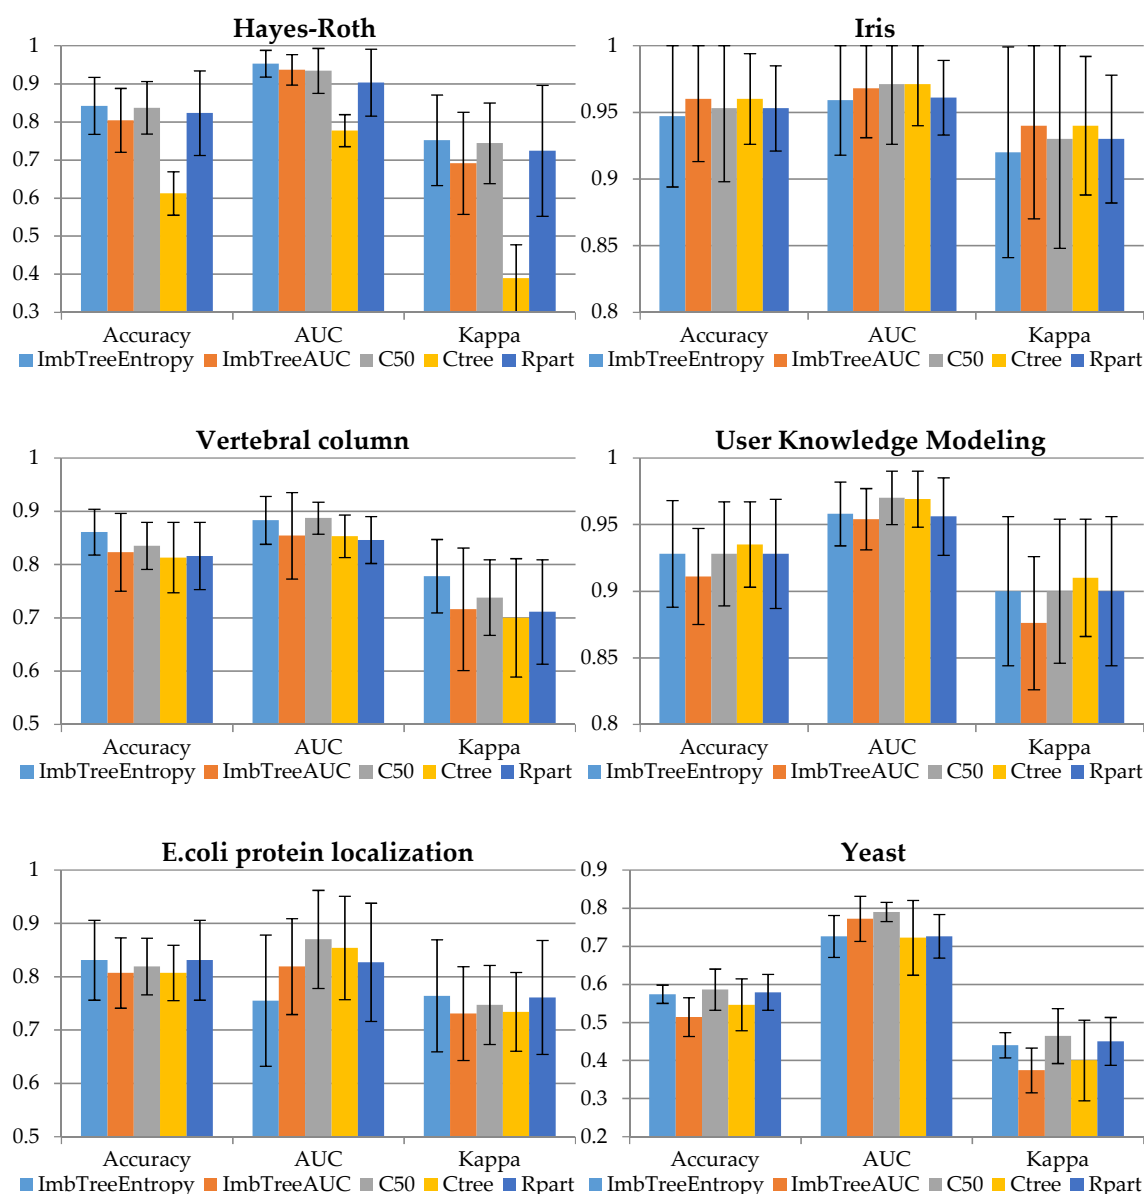 Hayes-Roth
1
0.9
0.8
0.7
0.6
0.5
0.4
0.3
Accuracy AUC Kappa
ImbTreeEntropy ImbTreeAUC C50 Ctree Rpart
Iris
1
0.95
0.9
0.85
0.8
Accuracy AUC Kappa
ImbTreeEntropy ImbTreeAUC C50 Ctree Rpart
Vertebral column
1
0.9
0.8
0.7
0.6
0.5
Accuracy AUC Kappa
ImbTreeEntropy ImbTreeAUC C50 Ctree Rpart
User Knowledge Modeling
1
0.95
0.9
0.85
0.8
Accuracy AUC Kappa
ImbTreeEntropy ImbTreeAUC C50 Ctree Rpart
E.coli protein localization
1
0.9
0.8
0.7
0.6
0.5
Accuracy AUC Kappa
ImbTreeEntropy ImbTreeAUC C50 Ctree Rpart
Yeast
0.9
0.8
0.7
0.6
0.5
0.4
0.3
0.2
Accuracy AUC Kappa
ImbTreeEntropy ImbTreeAUC C50 Ctree Rpart